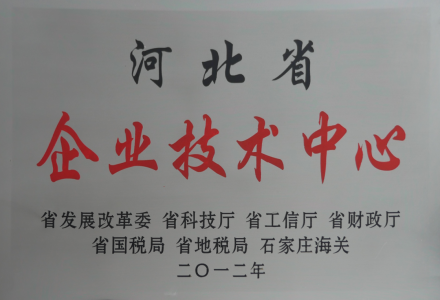 河北省
企业技术中心
省发展改革委 省科技厅 省工信厅 省财政厅
省国税局 省地税局 石家庄海关
二〇一二年